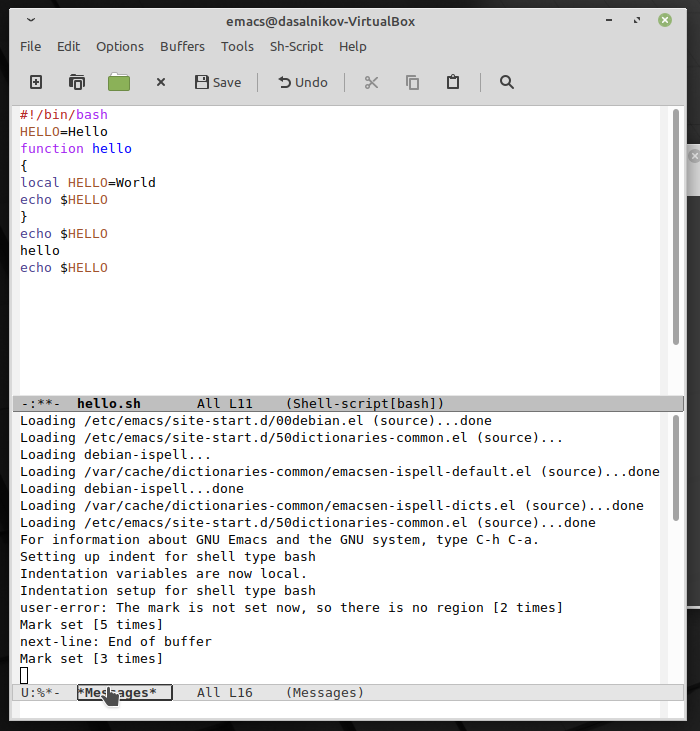 emacs@dasalnikov-VirtualBox
File Edit Options Buffers Tools Sh-Script Help
Save Undo
#!/bin/bash
HELLO=Hello
function hello
{
local HELLO=World
echo $HELLO
}
echo $HELLO
hello
echo $HELLO
-:**-  hello.sh       All L11    (Shell-script[bash])
Loading /etc/emacs/site-start.d/00debian.el (source)...done
Loading /etc/emacs/site-start.d/50dictionaries-common.el (source)...
Loading debian-ispell...
Loading /var/cache/dictionaries-common/emacsen-ispell-default.el (source)...done
Loading debian-ispell...done
Loading /var/cache/dictionaries-common/emacsen-ispell-dicts.el (source)...done
Loading /etc/emacs/site-start.d/50dictionaries-common.el (source)...done
For information about GNU Emacs and the GNU system, type C-h C-a.
Setting up indent for shell type bash
Indentation variables are now local.
Indentation setup for shell type bash
user-error: The mark is not set now, so there is no region [2 times]
Mark set [5 times]
next-line: End of buffer
Mark set [3 times]
U:%*-  *Messages*     All L16    (Messages)